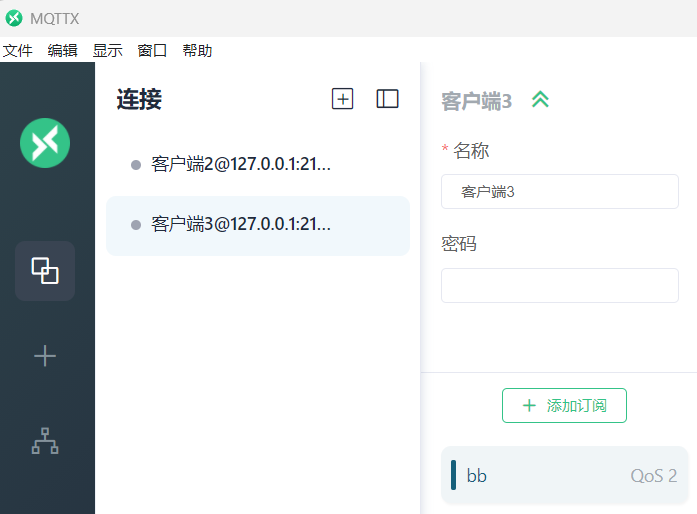 MQTTX
文件 编辑 显示 窗口 帮助
连接
客户端2@127.0.0.1:21...
客户端3@127.0.0.1:21...
客户端3
* 名称
客户端3
密码
添加订阅
bb QoS 2